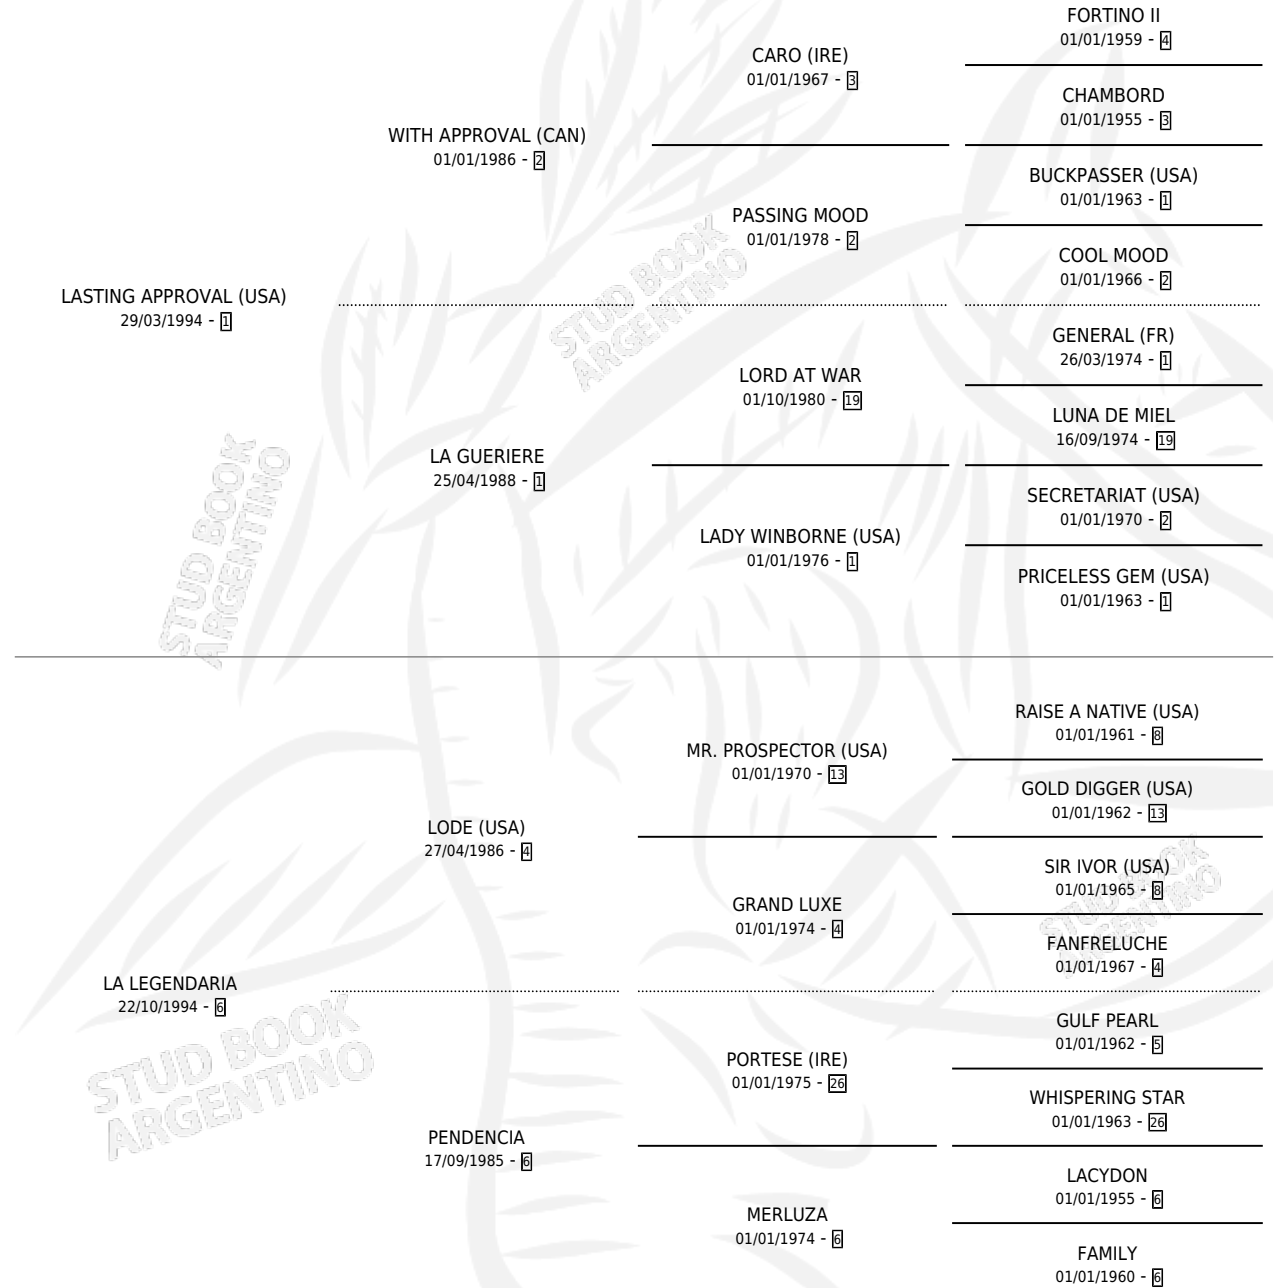 FORTINO II
01/01/1959 - 4
CARO (IRE)
01/01/1967 - 3
CHAMBORD
01/01/1955 - 3
WITH APPROVAL (CAN)
01/01/1986 - 2
BUCKPASSER (USA)
01/01/1963 - 1
PASSING MOOD
01/01/1978 - 2
COOL MOOD
01/01/1966 - 2
LASTING APPROVAL (USA)
29/03/1994 - 1
GENERAL (FR)
26/03/1974 - 1
LORD AT WAR
01/10/1980 - 19
LUNA DE MIEL
16/09/1974 - 19
LA GUERIERE
25/04/1988 - 1
SECRETARIAT (USA)
01/01/1970 - 2
LADY WINBORNE (USA)
01/01/1976 - 1
PRICELESS GEM (USA)
01/01/1963 - 1
RAISE A NATIVE (USA)
01/01/1961 - 8
MR. PROSPECTOR (USA)
01/01/1970 - 13
GOLD DIGGER (USA)
01/01/1962 - 13
LODE (USA)
27/04/1986 - 4
SIR IVOR (USA)
01/01/1965 - 8
GRAND LUXE
01/01/1974 - 4
FANFRELUCHE
01/01/1967 - 4
LA LEGENDARIA
22/10/1994 - 6
GULF PEARL
01/01/1962 - 5
PORTESE (IRE)
01/01/1975 - 26
WHISPERING STAR
01/01/1963 - 26
PENDENCIA
17/09/1985 - 6
LACYDON
01/01/1955 - 6
MERLUZA
01/01/1974 - 6
FAMILY
01/01/1960 - 6
STUD BOOK
ARGENTINO
STUD BOOK
ARGENTINO
STUD BOOK
ARGENTINO
STUD BOOK
ARGENTINO